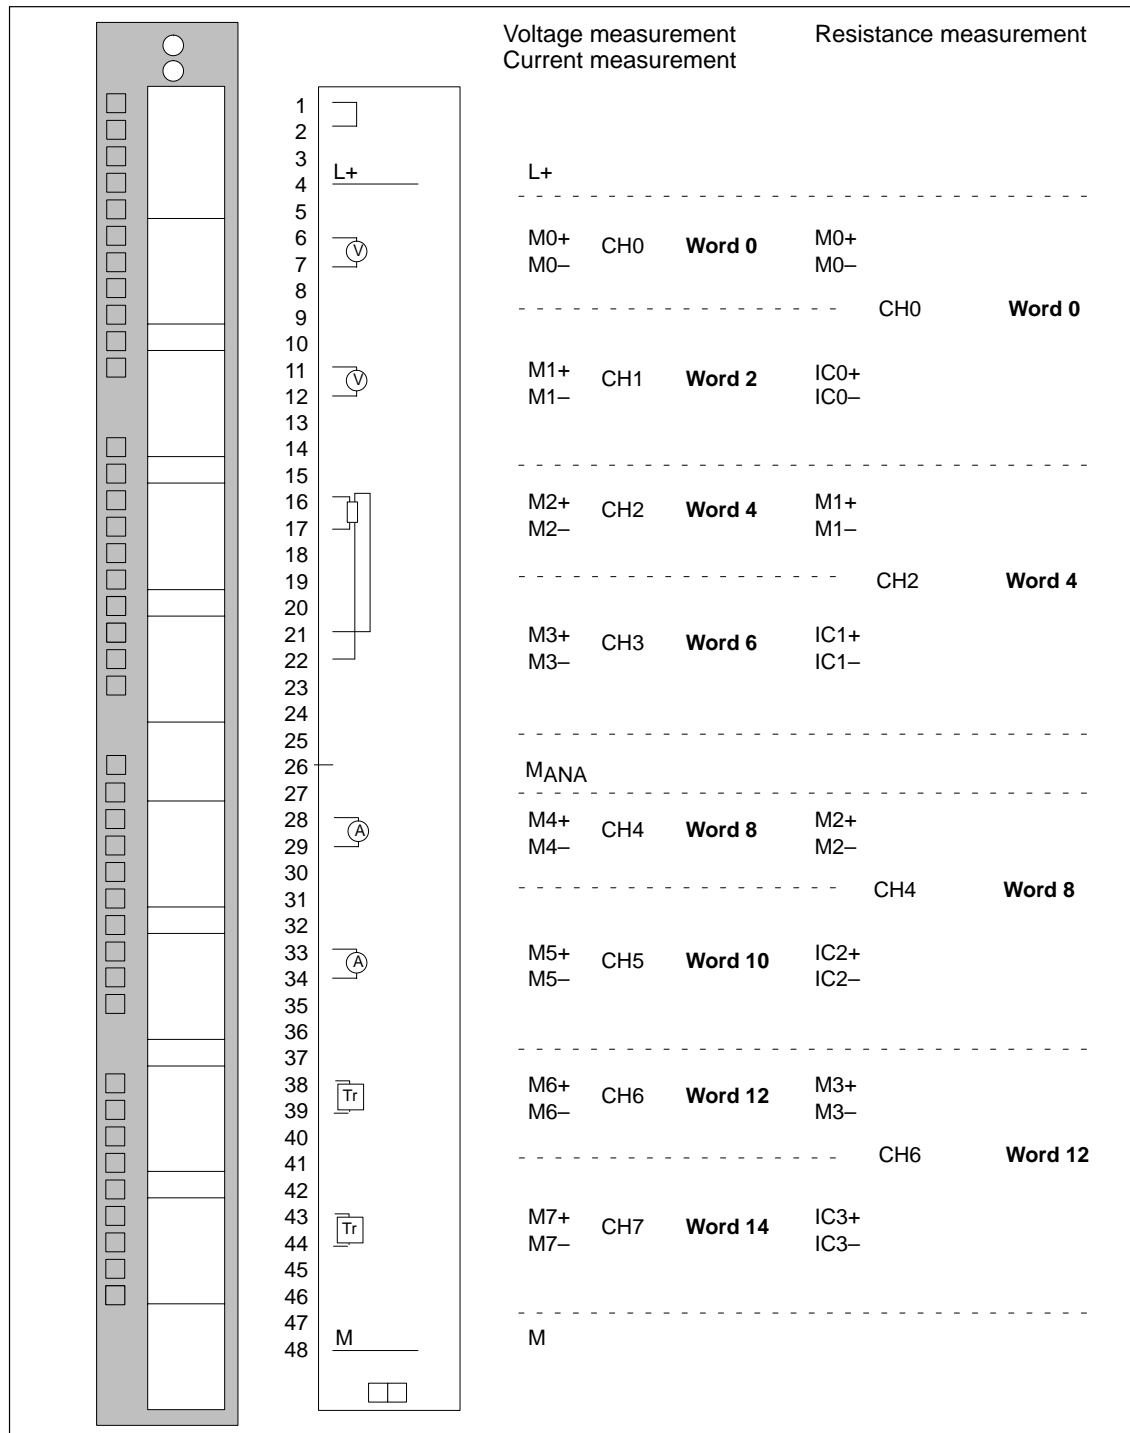 Voltage measurement Resistance measurement
Current measurement
1
2
3
L+ L+
4
5
6 V M0+ CH0 Word 0 M0+
7 M0– M0–
8
9 CH0 Word 0
10
11 V M1+ CH1 Word 2 IC0+
12 M1– IC0–
13
14
15
16 M2+ CH2 Word 4 M1+
17 M2– M1–
18
19 CH2 Word 4
20
21 M3+ CH3 Word 6 IC1+
22 M3– IC1–
23
24
25
26 MANA
27
28 A M4+ CH4 Word 8 M2+
29 M4– M2–
30
31 CH4 Word 8
32
33 A M5+ CH5 Word 10 IC2+
34 M5– IC2–
35
36
37
38 Tr M6+ CH6 Word 12 M3+
39 M6– M3–
40
41 CH6 Word 12
42
43 Tr M7+ CH7 Word 14 IC3+
44 M7– IC3–
45
46
47
48 M M